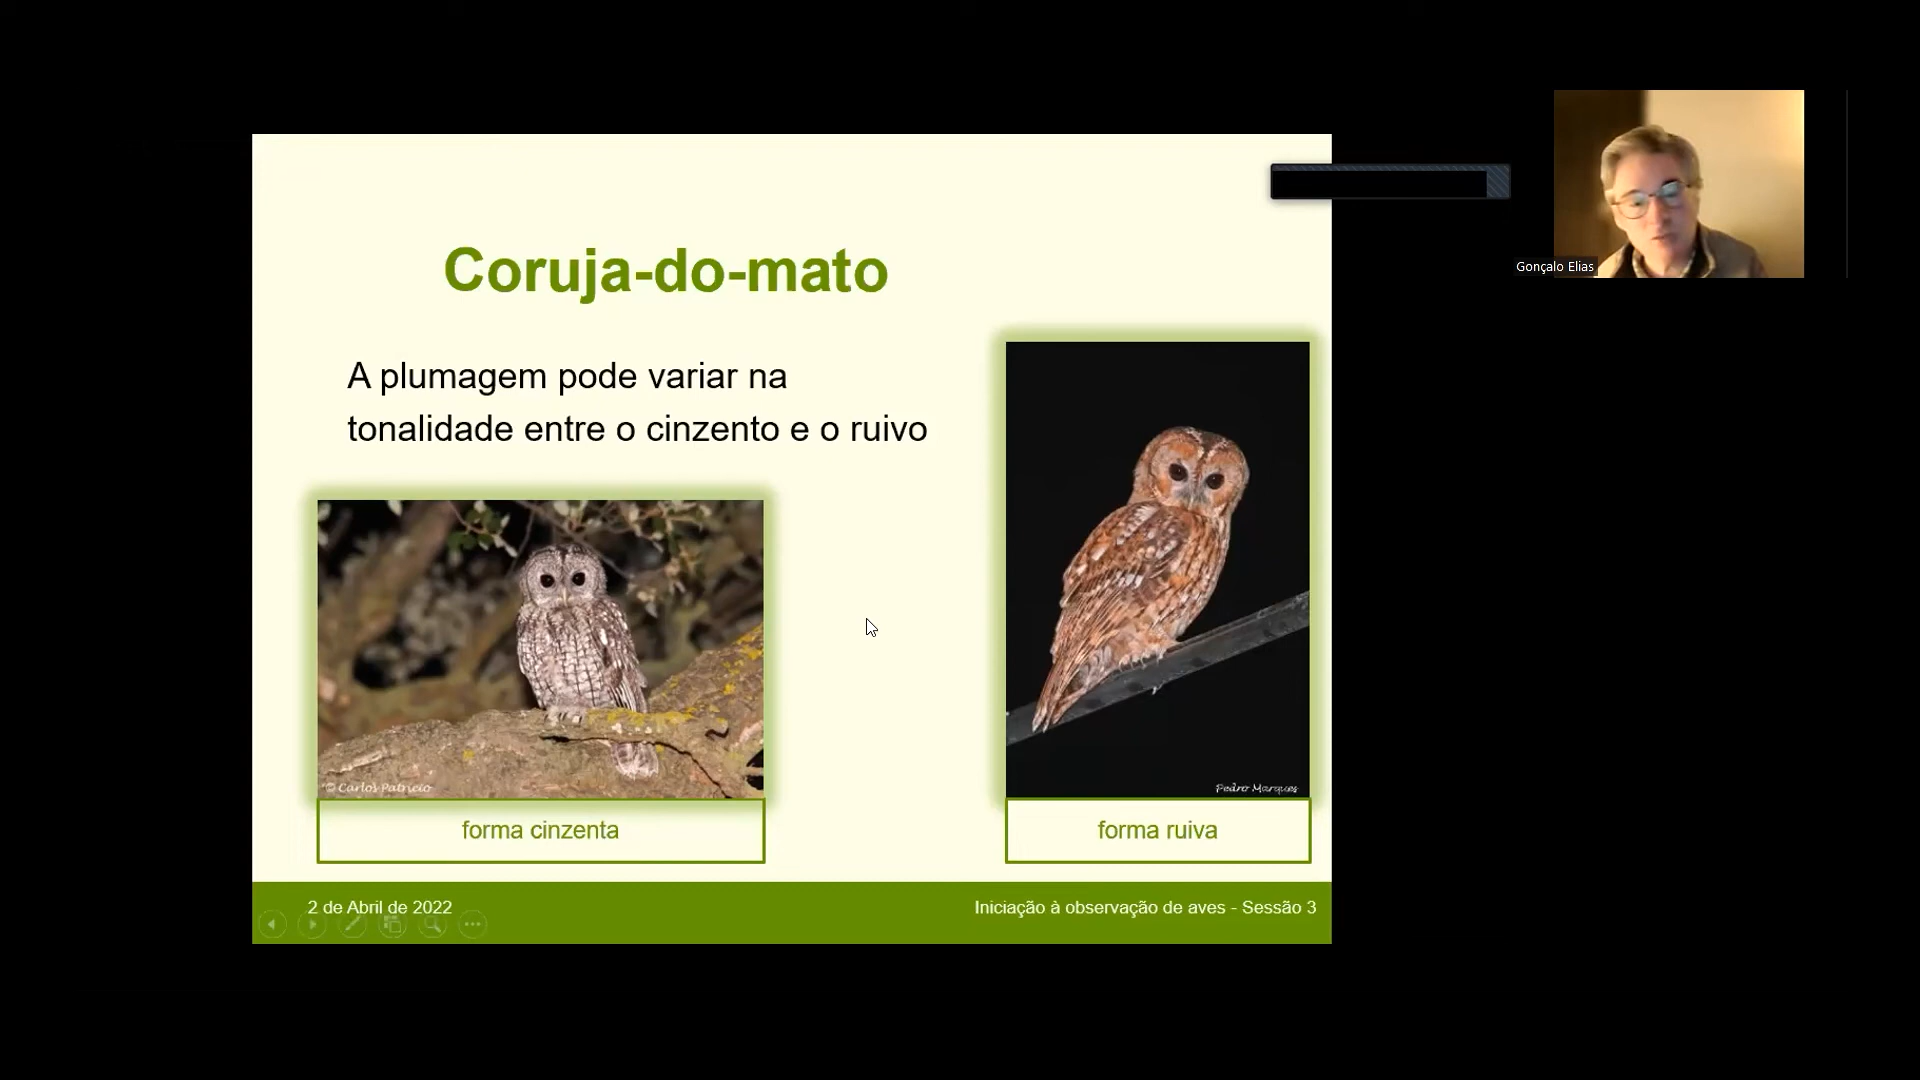 Coruja-do-mato
A plumagem pode variar na
tonalidade entre o cinzento e o ruivo
© Carlos Patrício
forma cinzenta
Pedro Marques
forma ruiva
2 de Abril de 2022
Iniciação à observação de aves - Sessão 3
Gonçalo Elias